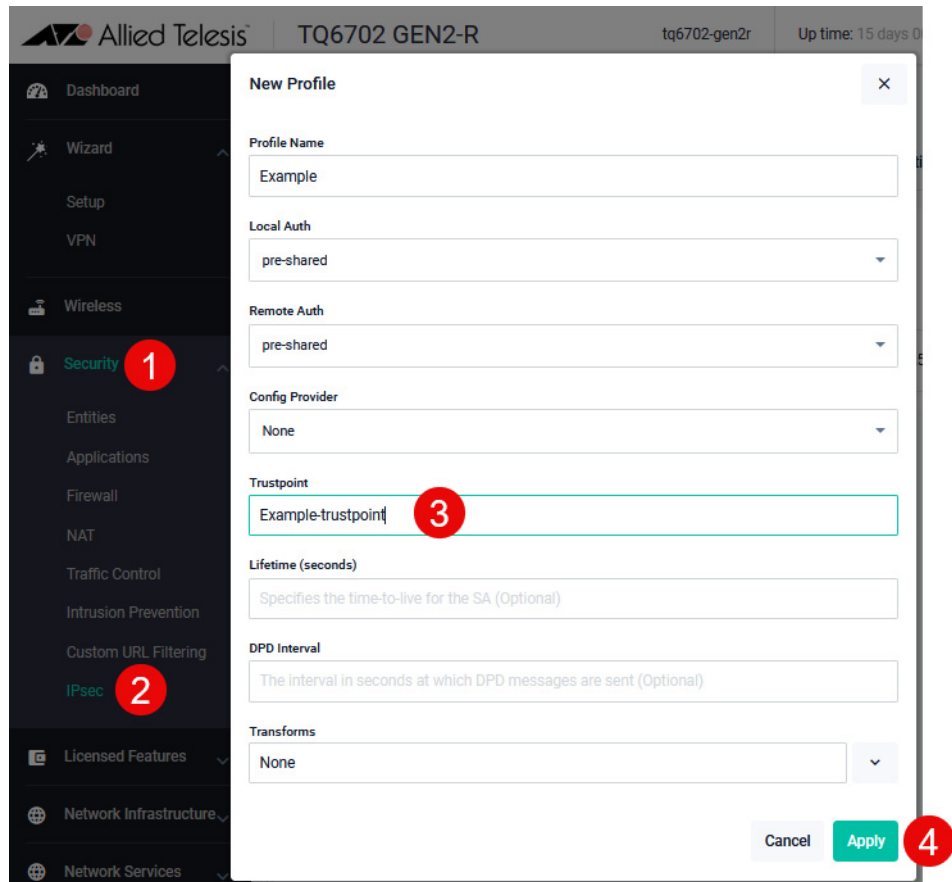 Allied Telesis
TQ6702 GEN2-R
tq6702-gen2r
Up time: 15 days 0
Dashboard
Wizard
Setup
VPN
Wireless
Security
1
Entities
Applications
Firewall
NAT
Traffic Control
Intrusion Prevention
Custom URL Filtering
IPsec
2
Licensed Features
Network Infrastructure
Network Services
New Profile
Profile Name
Example
Local Auth
pre-shared
Remote Auth
pre-shared
Config Provider
None
Trustpoint
Example-trustpoint
3
Lifetime (seconds)
Specifies the time-to-live for the SA (Optional)
DPD Interval
The interval in seconds at which DPD messages are sent (Optional)
Transforms
None
Cancel
Apply
4